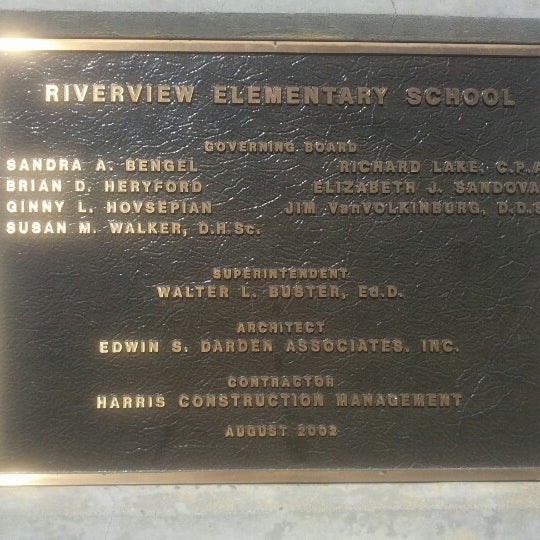 RIVERVIEW ELEMENTARY SCHOOL
GOVERNING BOARD
SANDRA A. BENGEL RICHARD LAKE, C.P.A
BRIAN D. HERYFORD ELIZABETH J. SANDOVA
GINNY L. HOVSEPIAN JIM VanVOLKINBURG, D.D.S
SUSAN M. WALKER, D.H.Sc.
SUPERINTENDENT
WALTER L. BUSTER, Ed.D.
ARCHITECT
EDWIN S. DARDEN ASSOCIATES, INC.
CONTRACTOR
HARRIS CONSTRUCTION MANAGEMENT
AUGUST 2002